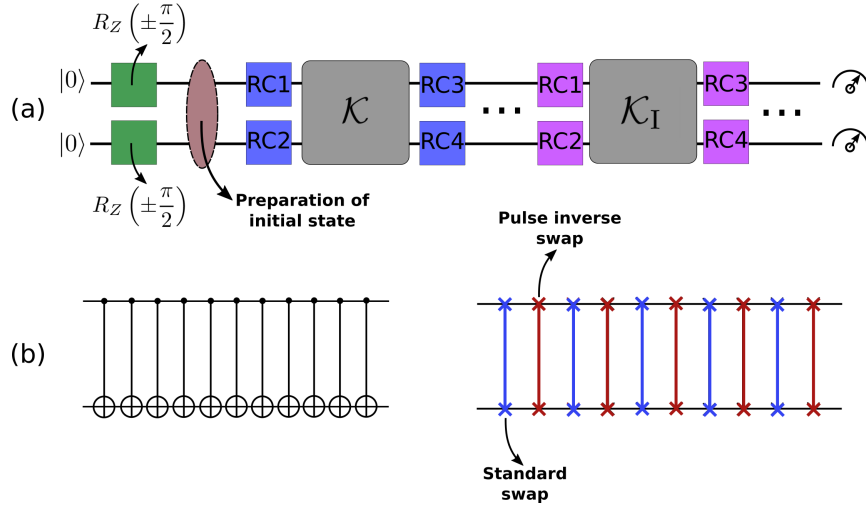 R_Z(±π/2)
(a)
|0⟩ RC1 𝒦 RC3 ... RC1 𝒦_I RC3 ...
|0⟩ RC2 RC4 RC2 RC4
R_Z(±π/2)
Preparation of
initial state
Pulse inverse
swap
(b)
Standard
swap